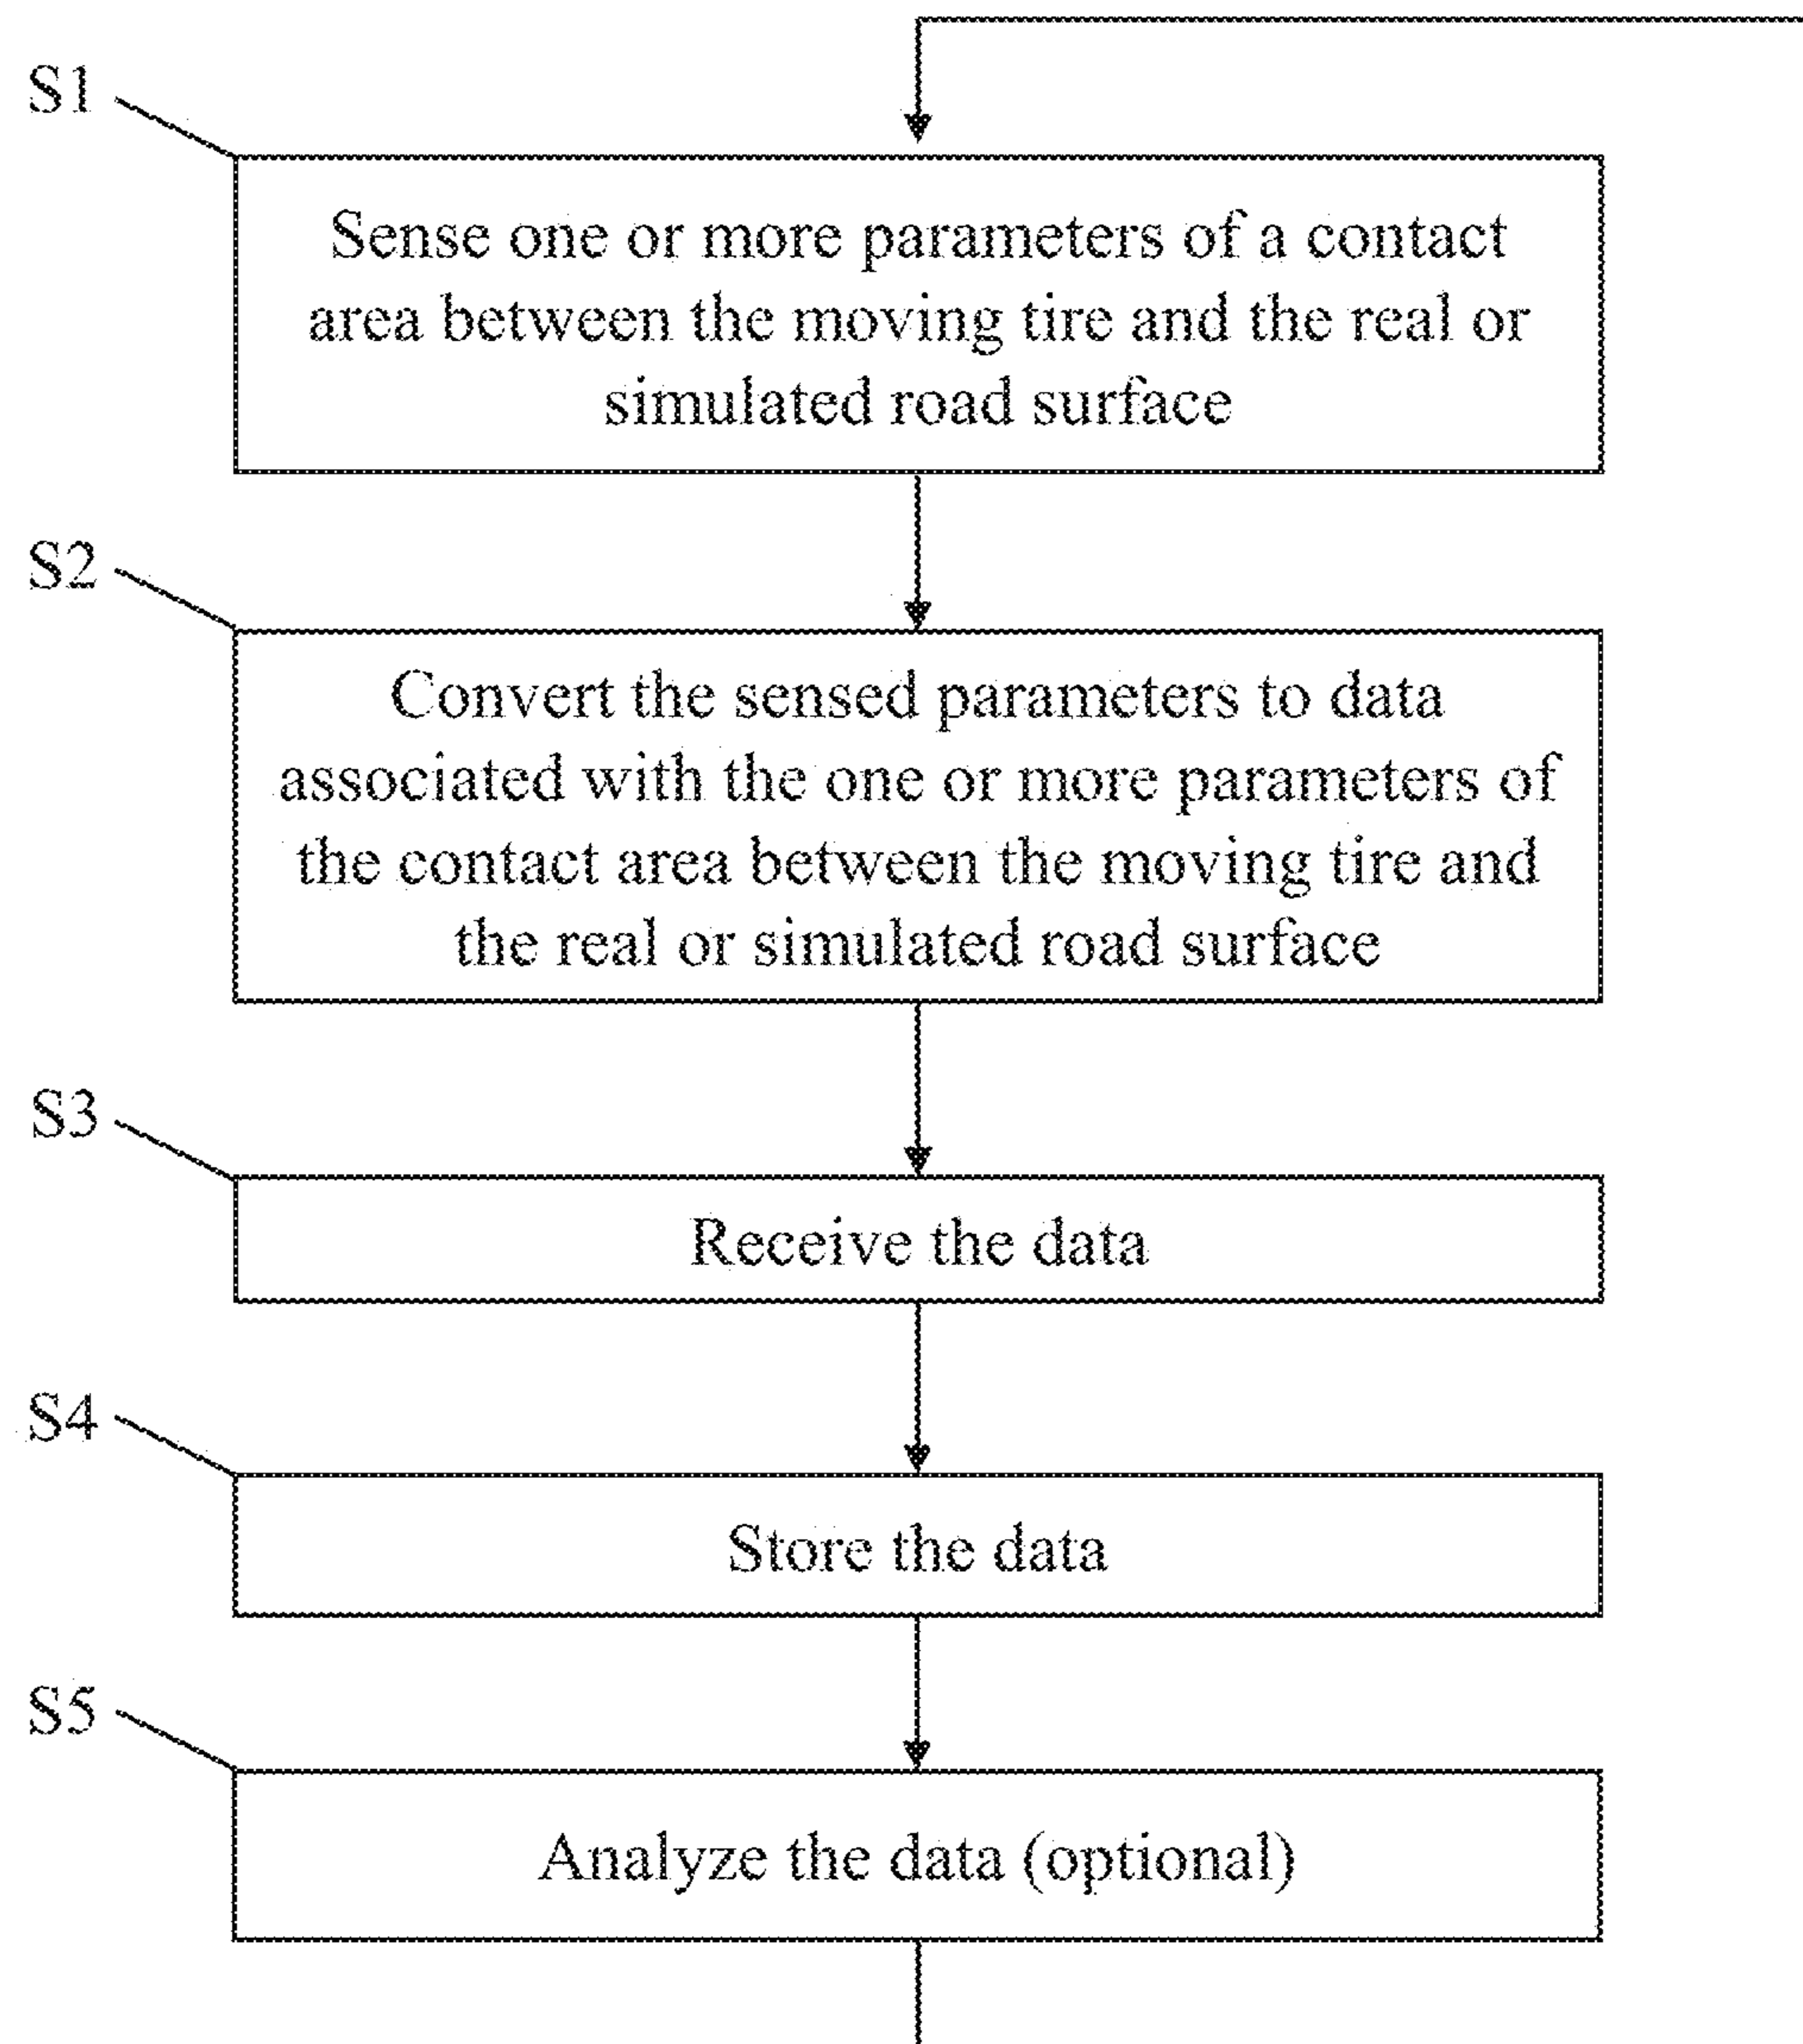 S1
Sense one or more parameters of a contact
area between the moving tire and the real or
simulated road surface
S2
Convert the sensed parameters to data
associated with the one or more parameters of
the contact area between the moving tire and
the real or simulated road surface
S3
Receive the data
S4
Store the data
S5
Analyze the data (optional)